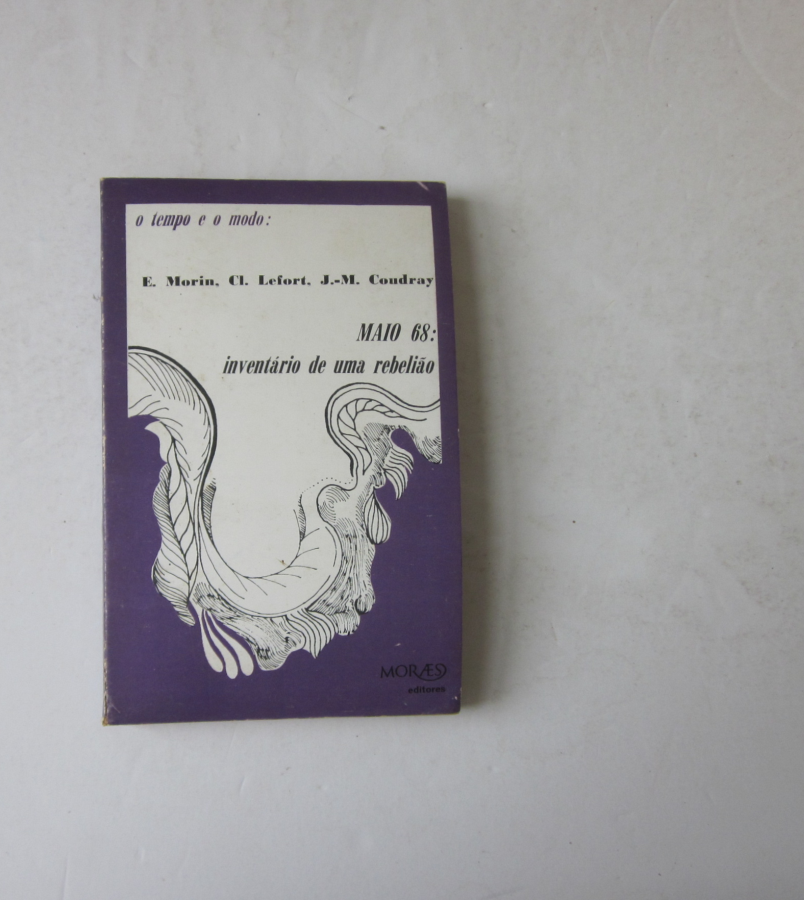 o tempo e o modo:
E. Morin, Cl. Lefort, J.-M. Coudray
MAIO 68:
inventário de uma rebelião
MORÆS
editores